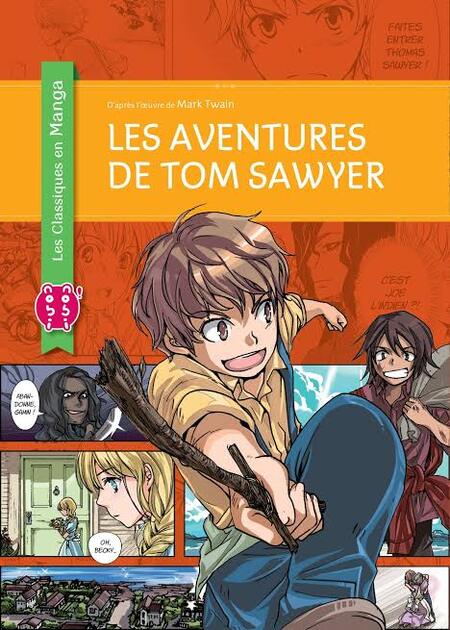 FAITES
ENTRER
THOMAS
SAWYER !
D'après l'œuvre de Mark Twain
LES AVENTURES
DE TOM SAWYER
Les Classiques en Manga
C'EST
JOE
L'INDIEN ?!
ABAN-
DONNE,
GAMIN !
OH,
BECKY...